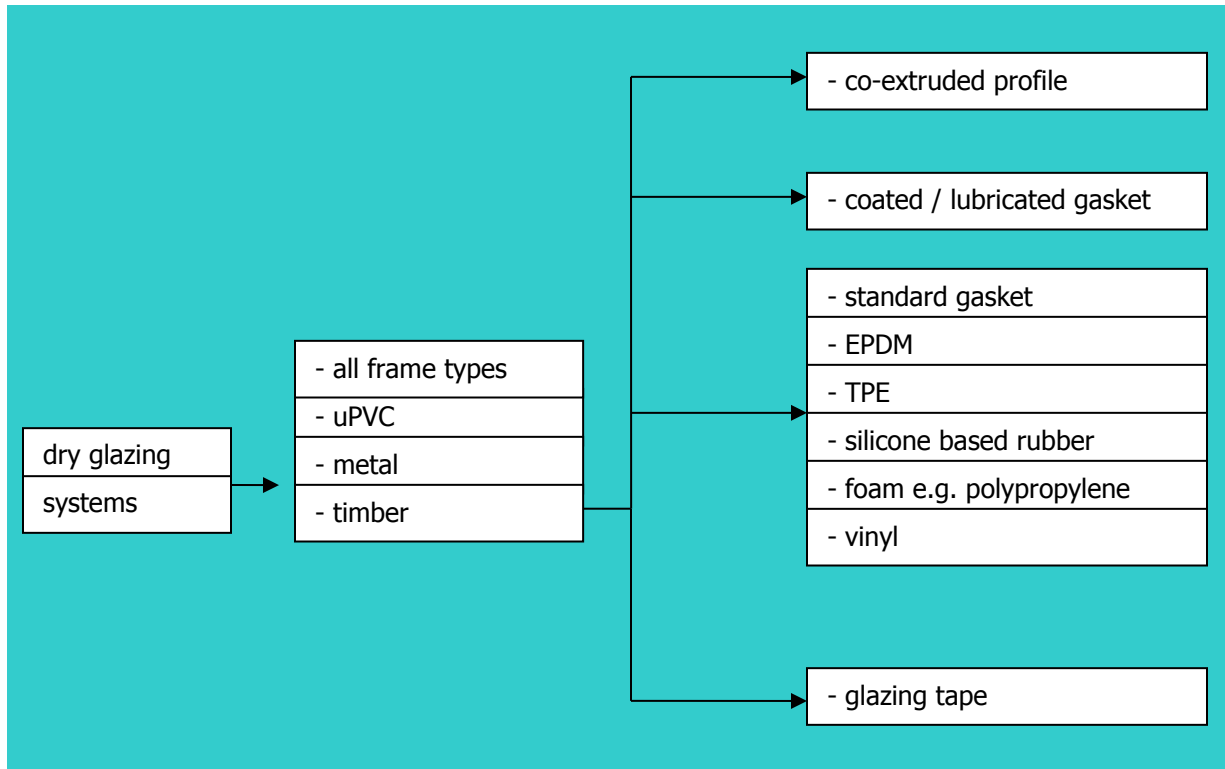 dry glazing
systems
- all frame types
- uPVC
- metal
- timber
- co-extruded profile
- coated / lubricated gasket
- standard gasket
- EPDM
- TPE
- silicone based rubber
- foam e.g. polypropylene
- vinyl
- glazing tape